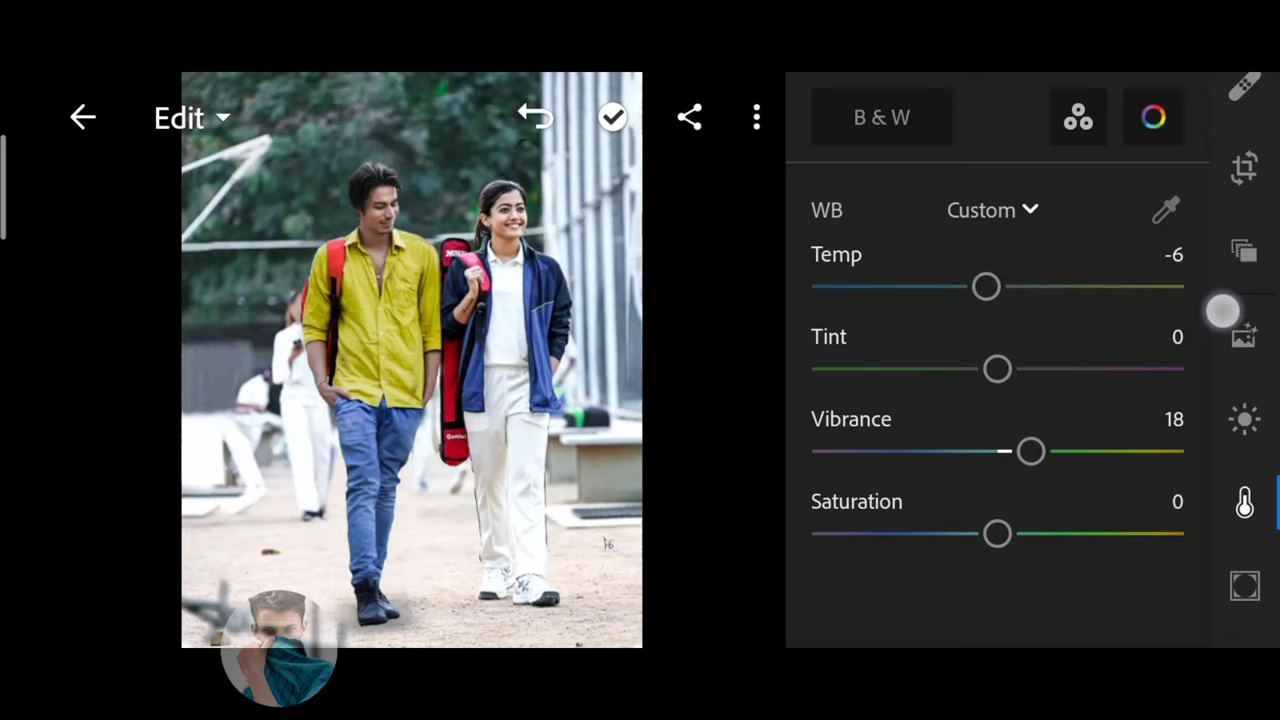 Edit
B & W
WB Custom
Temp -6
Tint 0
Vibrance 18
Saturation 0